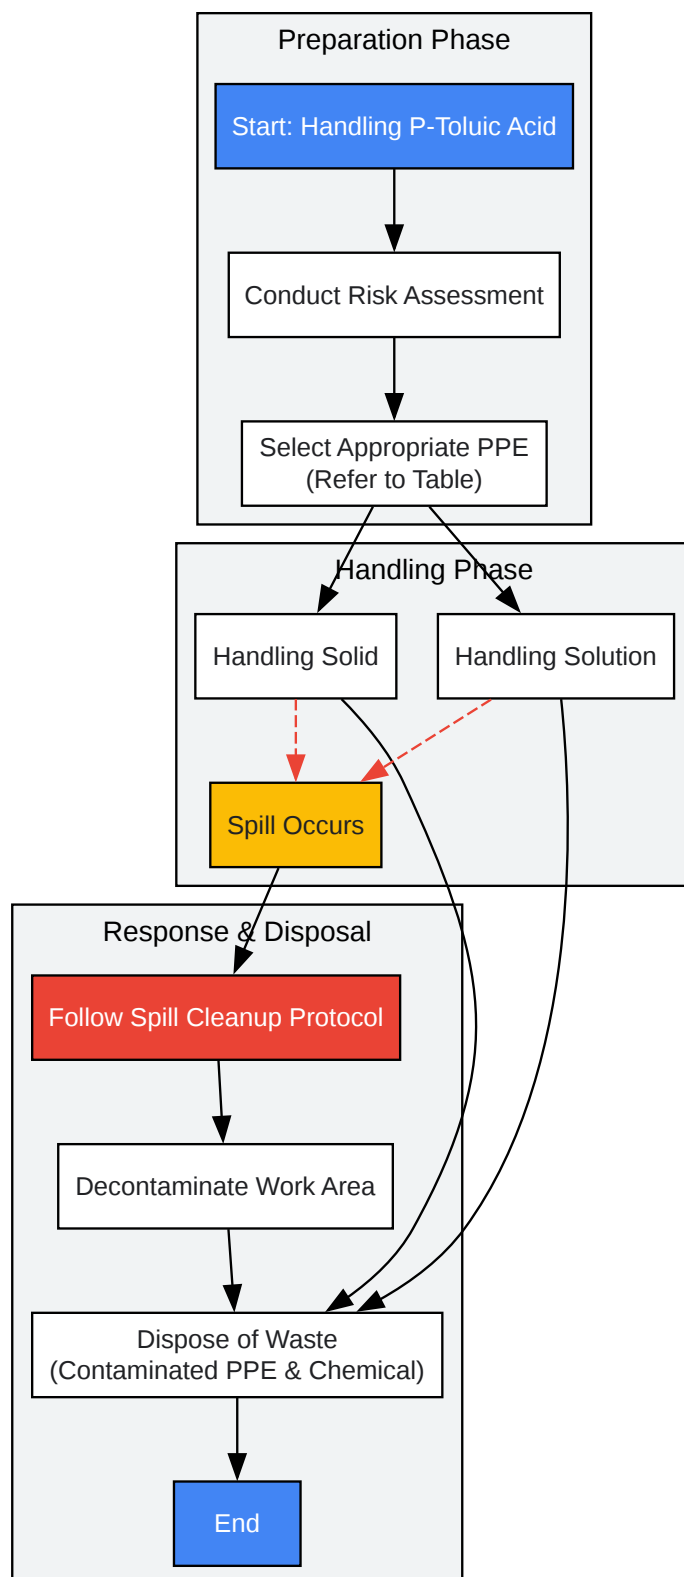 Preparation Phase
Start: Handling P-Toluic Acid
Conduct Risk Assessment
Select Appropriate PPE
(Refer to Table)
Handling Phase
Handling Solid
Handling Solution
Spill Occurs
Response & Disposal
Follow Spill Cleanup Protocol
Decontaminate Work Area
Dispose of Waste
(Contaminated PPE & Chemical)
End